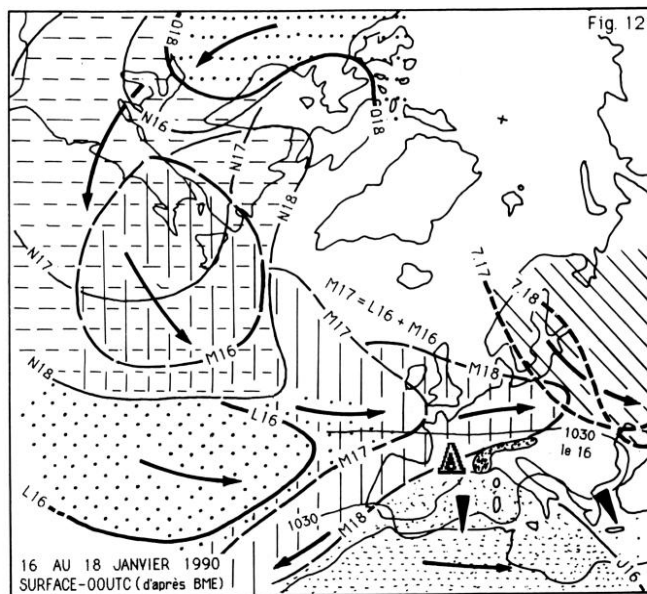 Fig. 12
O18
N16
O18
N17
N18
N17
7.17
7.18
M17=L16+M16
M17
M16
M18
N18
L16
1030
le 16
M17
L16
1030
M18
J16
16 AU 18 JANVIER 1990
SURFACE-00UTC (d'après BME)